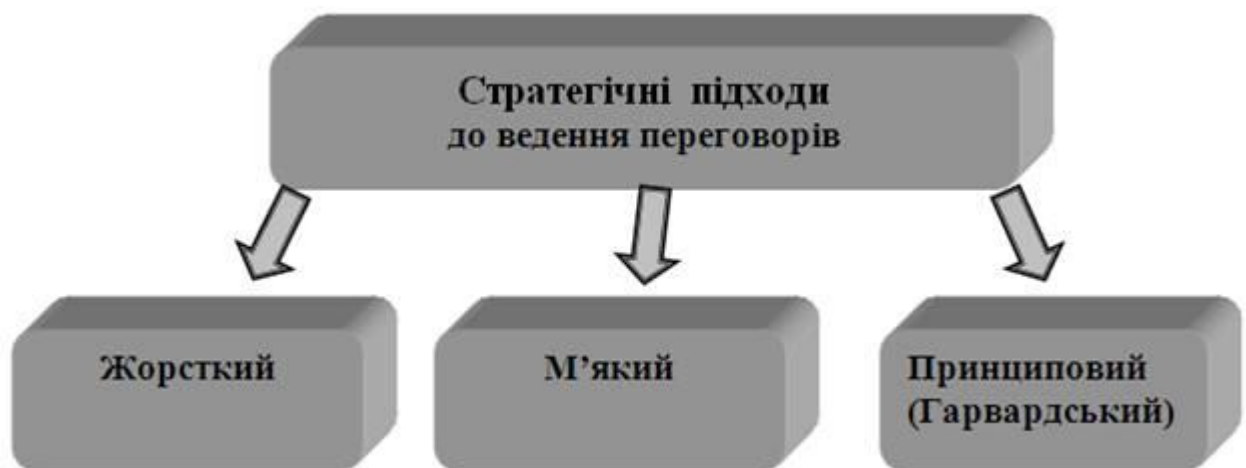 Стратегічні підходи
до ведення переговорів
Жорсткий
М’який
Принциповий
(Гарвардський)